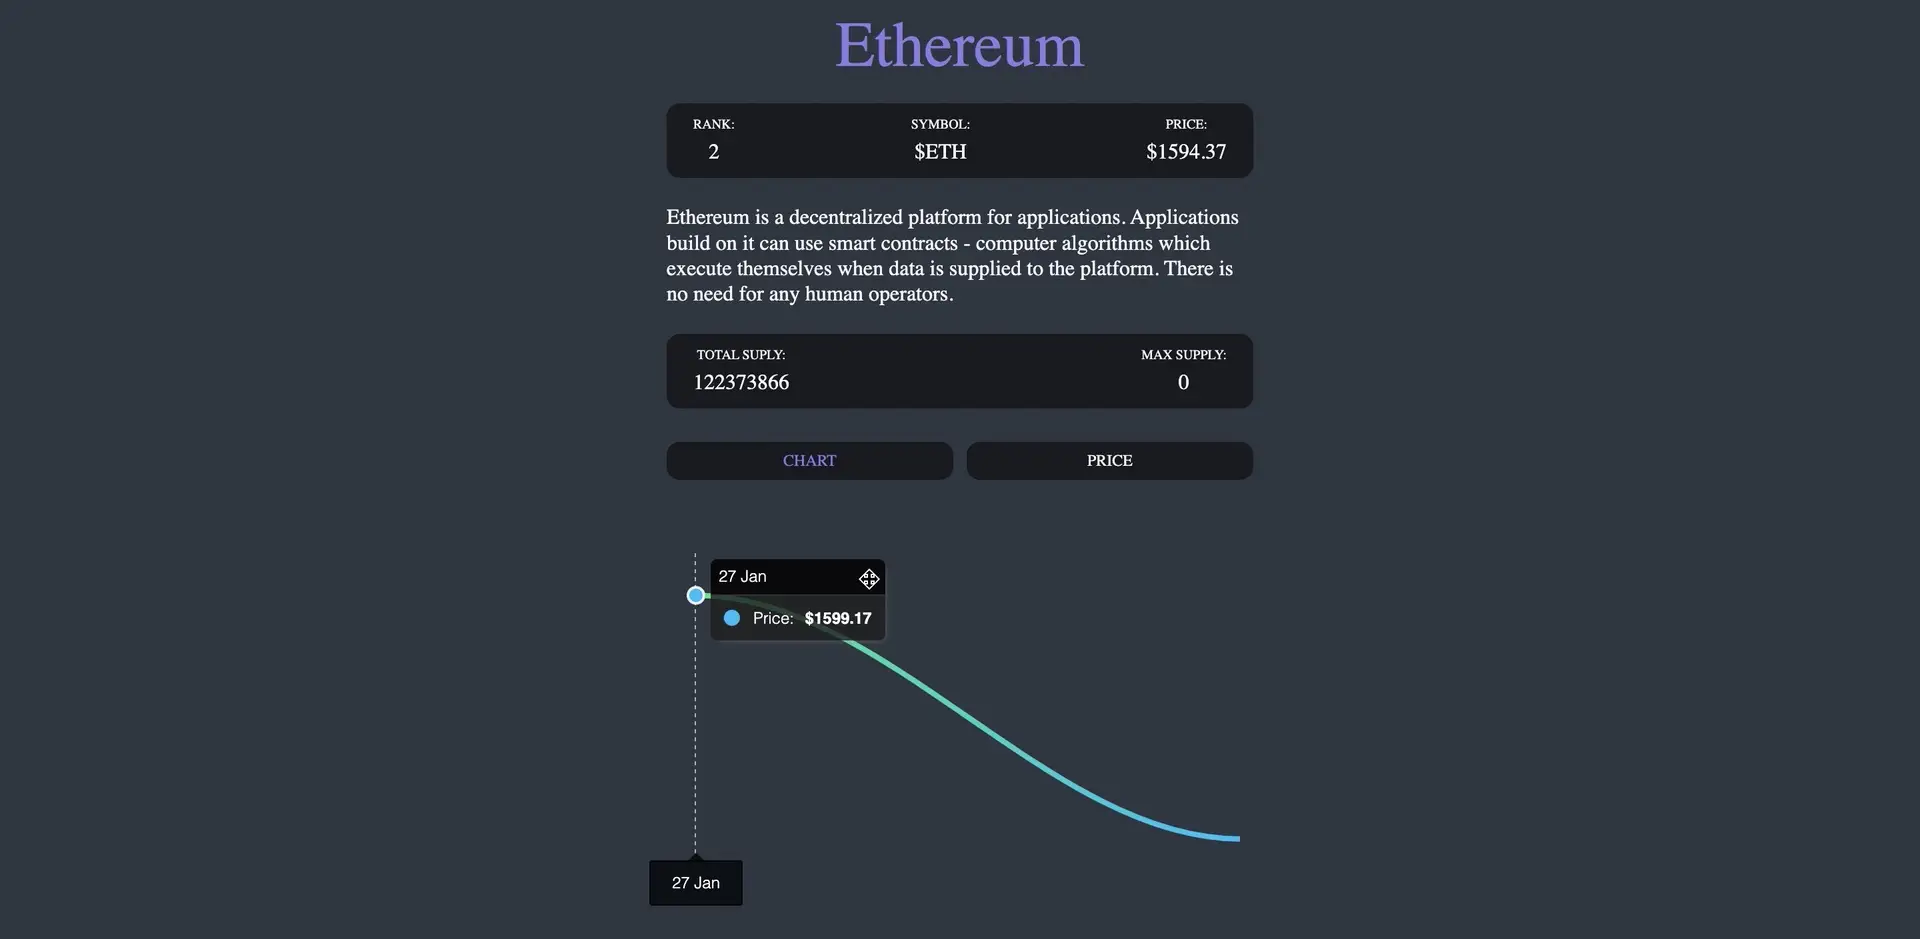 Ethereum
RANK:
2
SYMBOL:
$ETH
PRICE:
$1594.37
Ethereum is a decentralized platform for applications. Applications
build on it can use smart contracts - computer algorithms which
execute themselves when data is supplied to the platform. There is
no need for any human operators.
TOTAL SUPLY:
122373866
MAX SUPPLY:
0
CHART
PRICE
27 Jan
Price: $1599.17
27 Jan